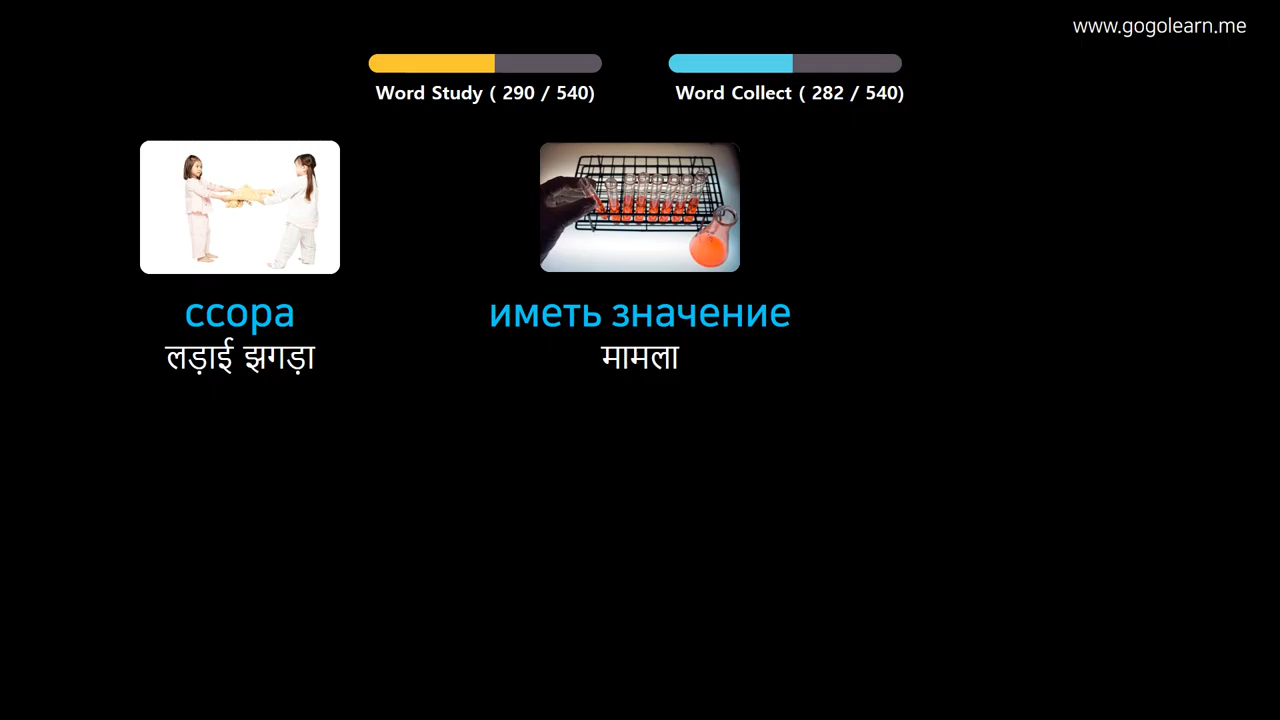 www.gogolearn.me
Word Study ( 290 / 540)
Word Collect ( 282 / 540)
ссора
लड़ाई झगड़ा
иметь значение
मामला